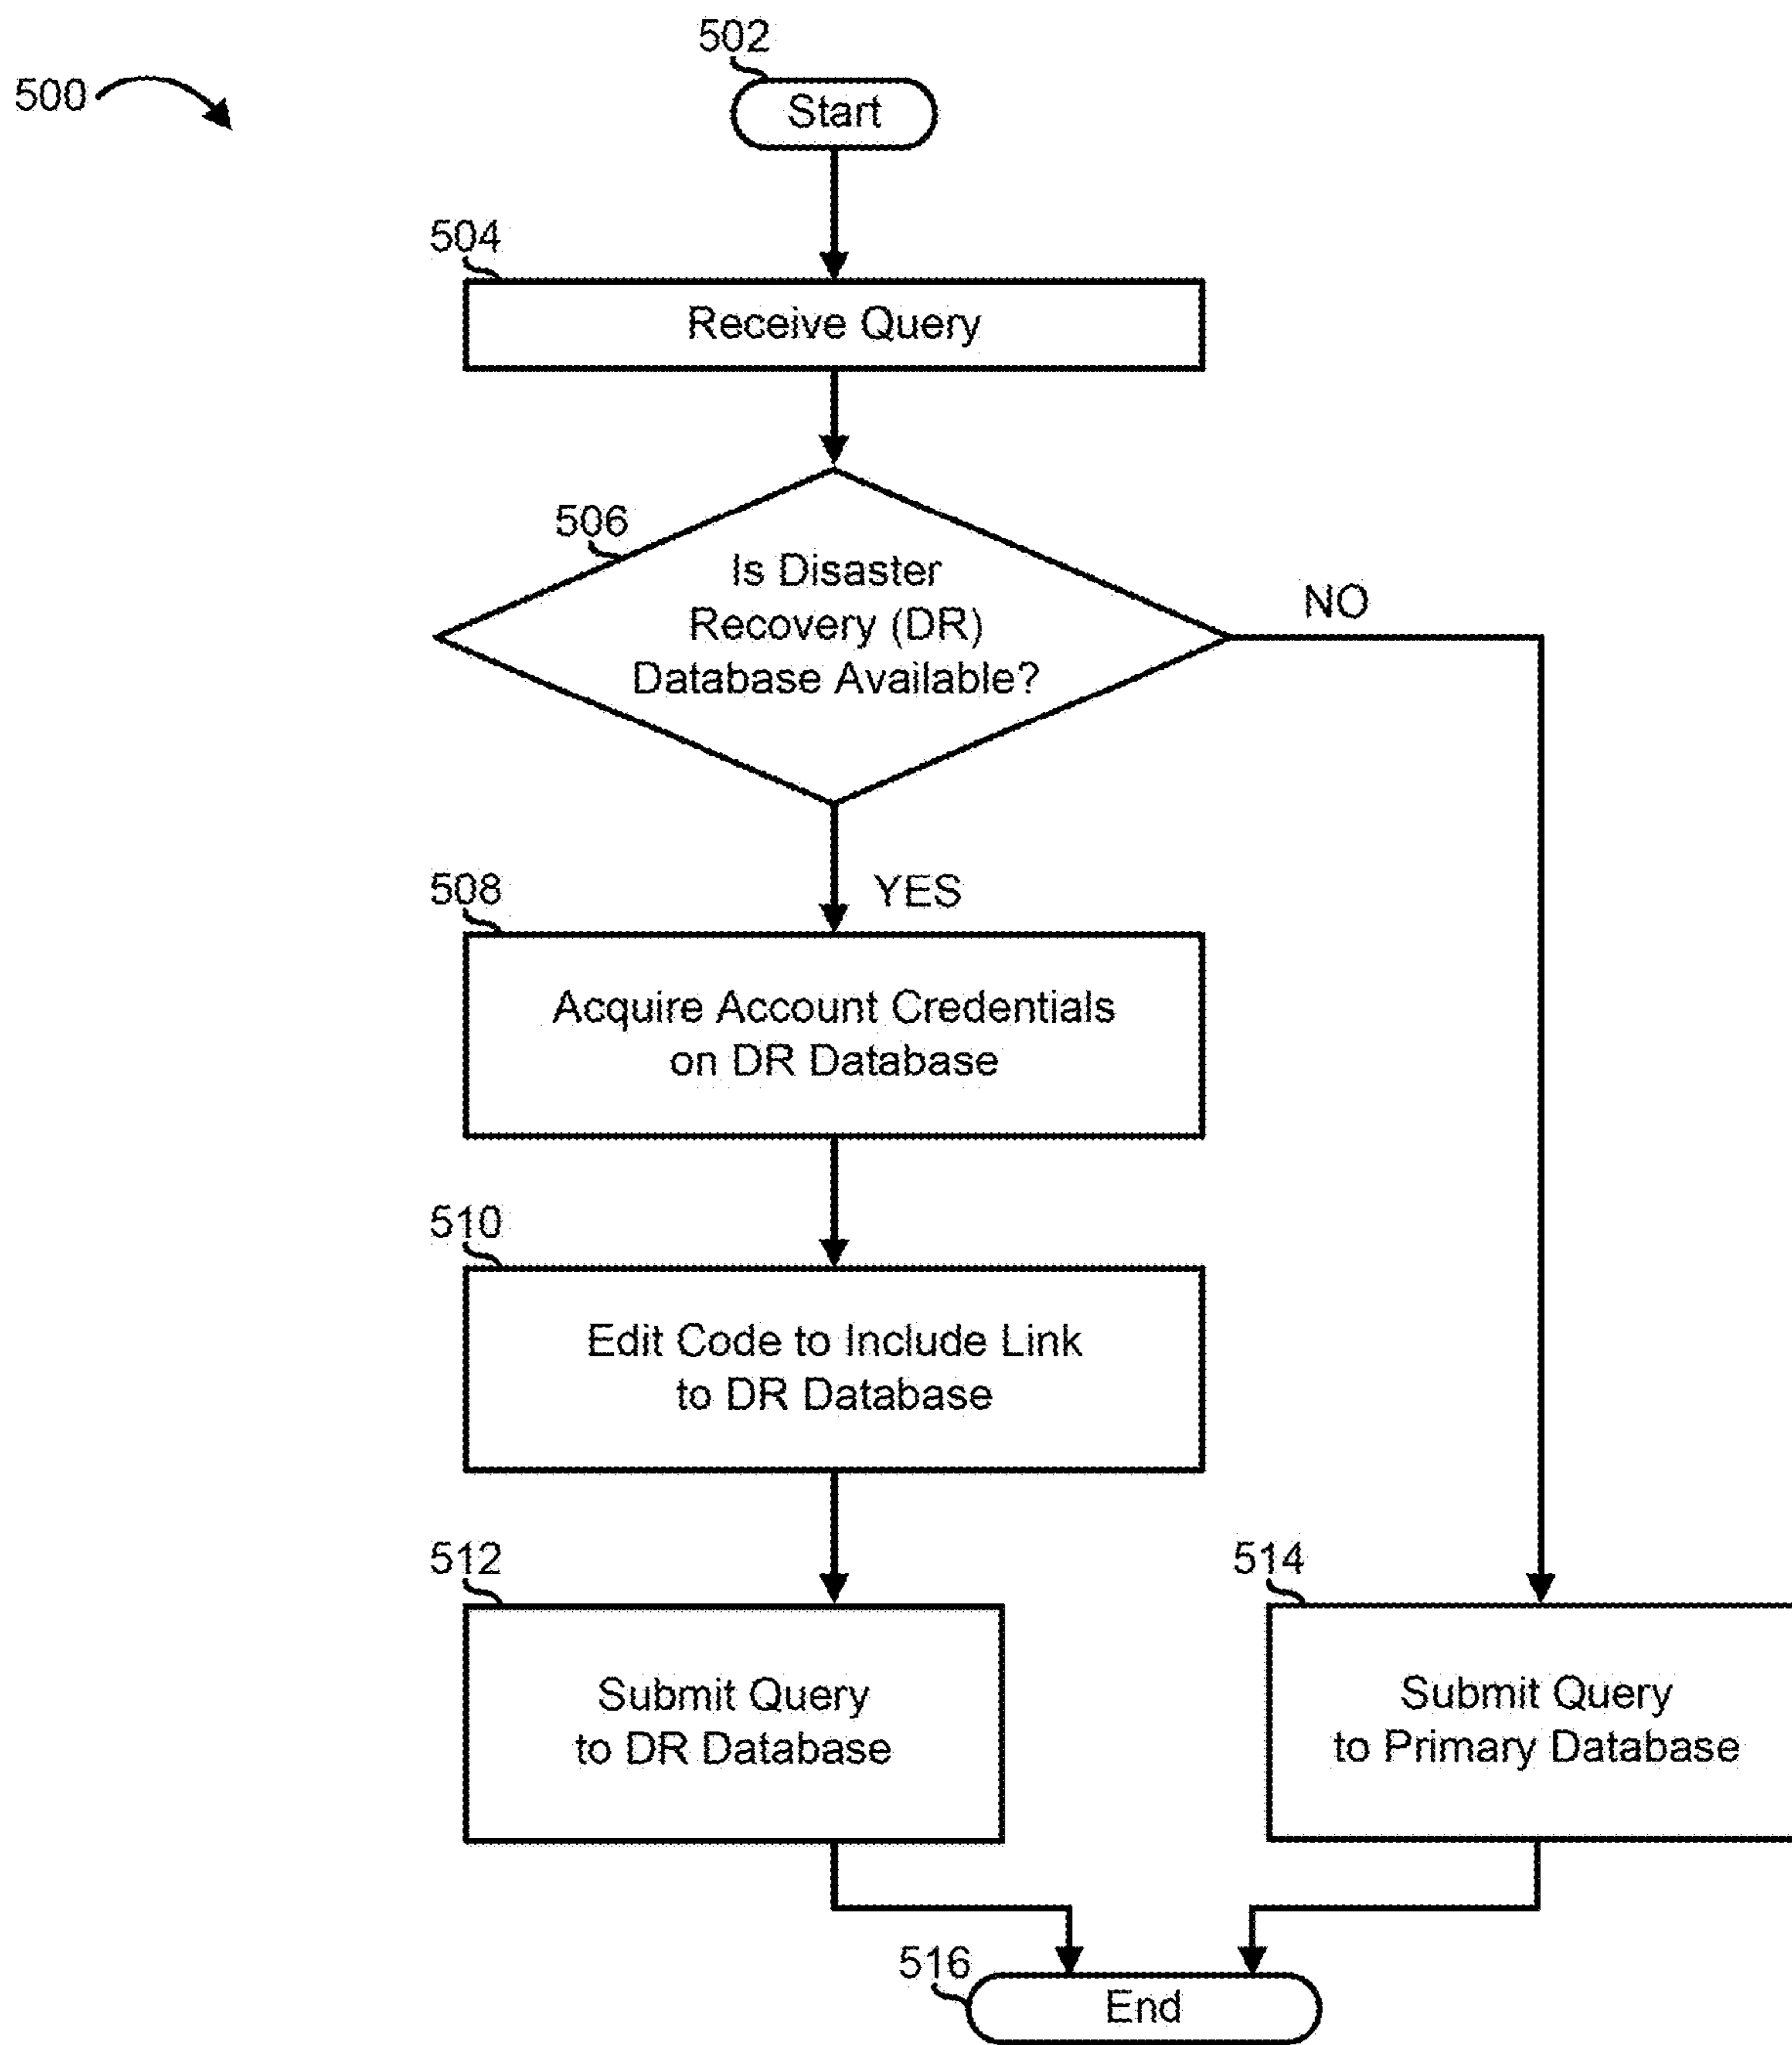 502
500
Start
504
Receive Query
506
Is Disaster
Recovery (DR)
Database Available?
NO
YES
508
Acquire Account Credentials
on DR Database
510
Edit Code to Include Link
to DR Database
512
Submit Query
to DR Database
514
Submit Query
to Primary Database
516
End